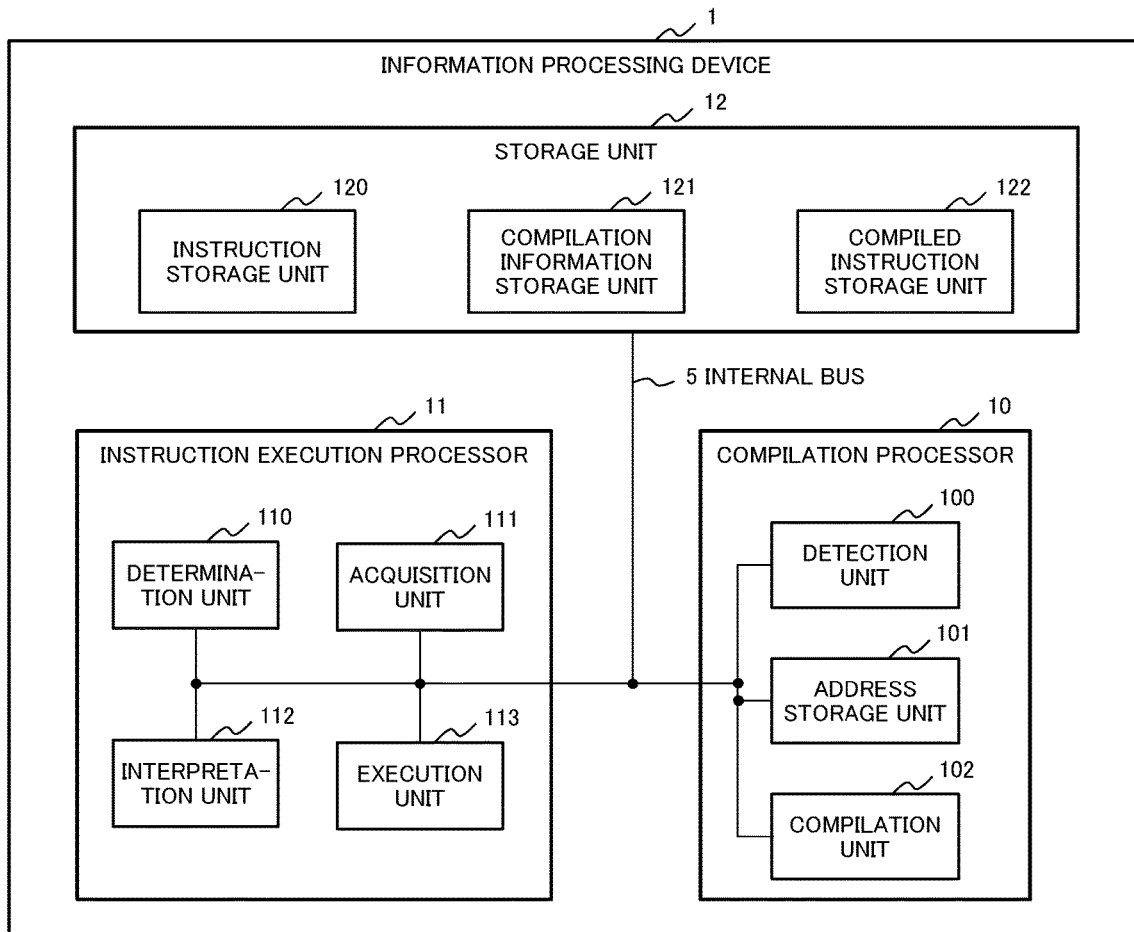 1
INFORMATION PROCESSING DEVICE
12
STORAGE UNIT
120
INSTRUCTION
STORAGE UNIT
121
COMPILATION
INFORMATION
STORAGE UNIT
122
COMPILED
INSTRUCTION
STORAGE UNIT
5 INTERNAL BUS
11
INSTRUCTION EXECUTION PROCESSOR
110
DETERMINA-
TION UNIT
111
ACQUISITION
UNIT
112
INTERPRETA-
TION UNIT
113
EXECUTION
UNIT
10
COMPILATION PROCESSOR
100
DETECTION
UNIT
101
ADDRESS
STORAGE UNIT
102
COMPILATION
UNIT